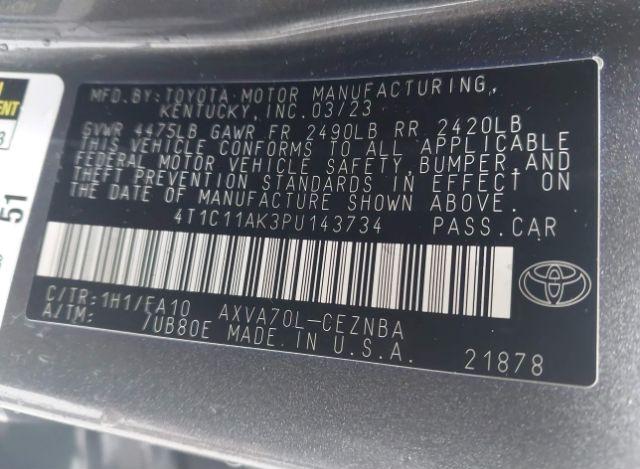 MFD.BY:TOYOTA MOTOR MANUFACTURING,
KENTUCKY,INC.03/23
GVWR 4475LB GAWR FR 2490LB RR 2420LB
THIS VEHICLE CONFORMS TO ALL APPLICABLE
FEDERAL MOTOR VEHICLE SAFETY,BUMPER,AND
THEFT PREVENTION STANDARDS IN EFFECT ON
THE DATE OF MANUFACTURE SHOWN ABOVE.
4T1C11AK3PU143734 PASS.CAR
C/TR:1H1/FA10 AXVA70L-CEZNBA
A/TM: /UB80E MADE IN U.S.A.
21878
51